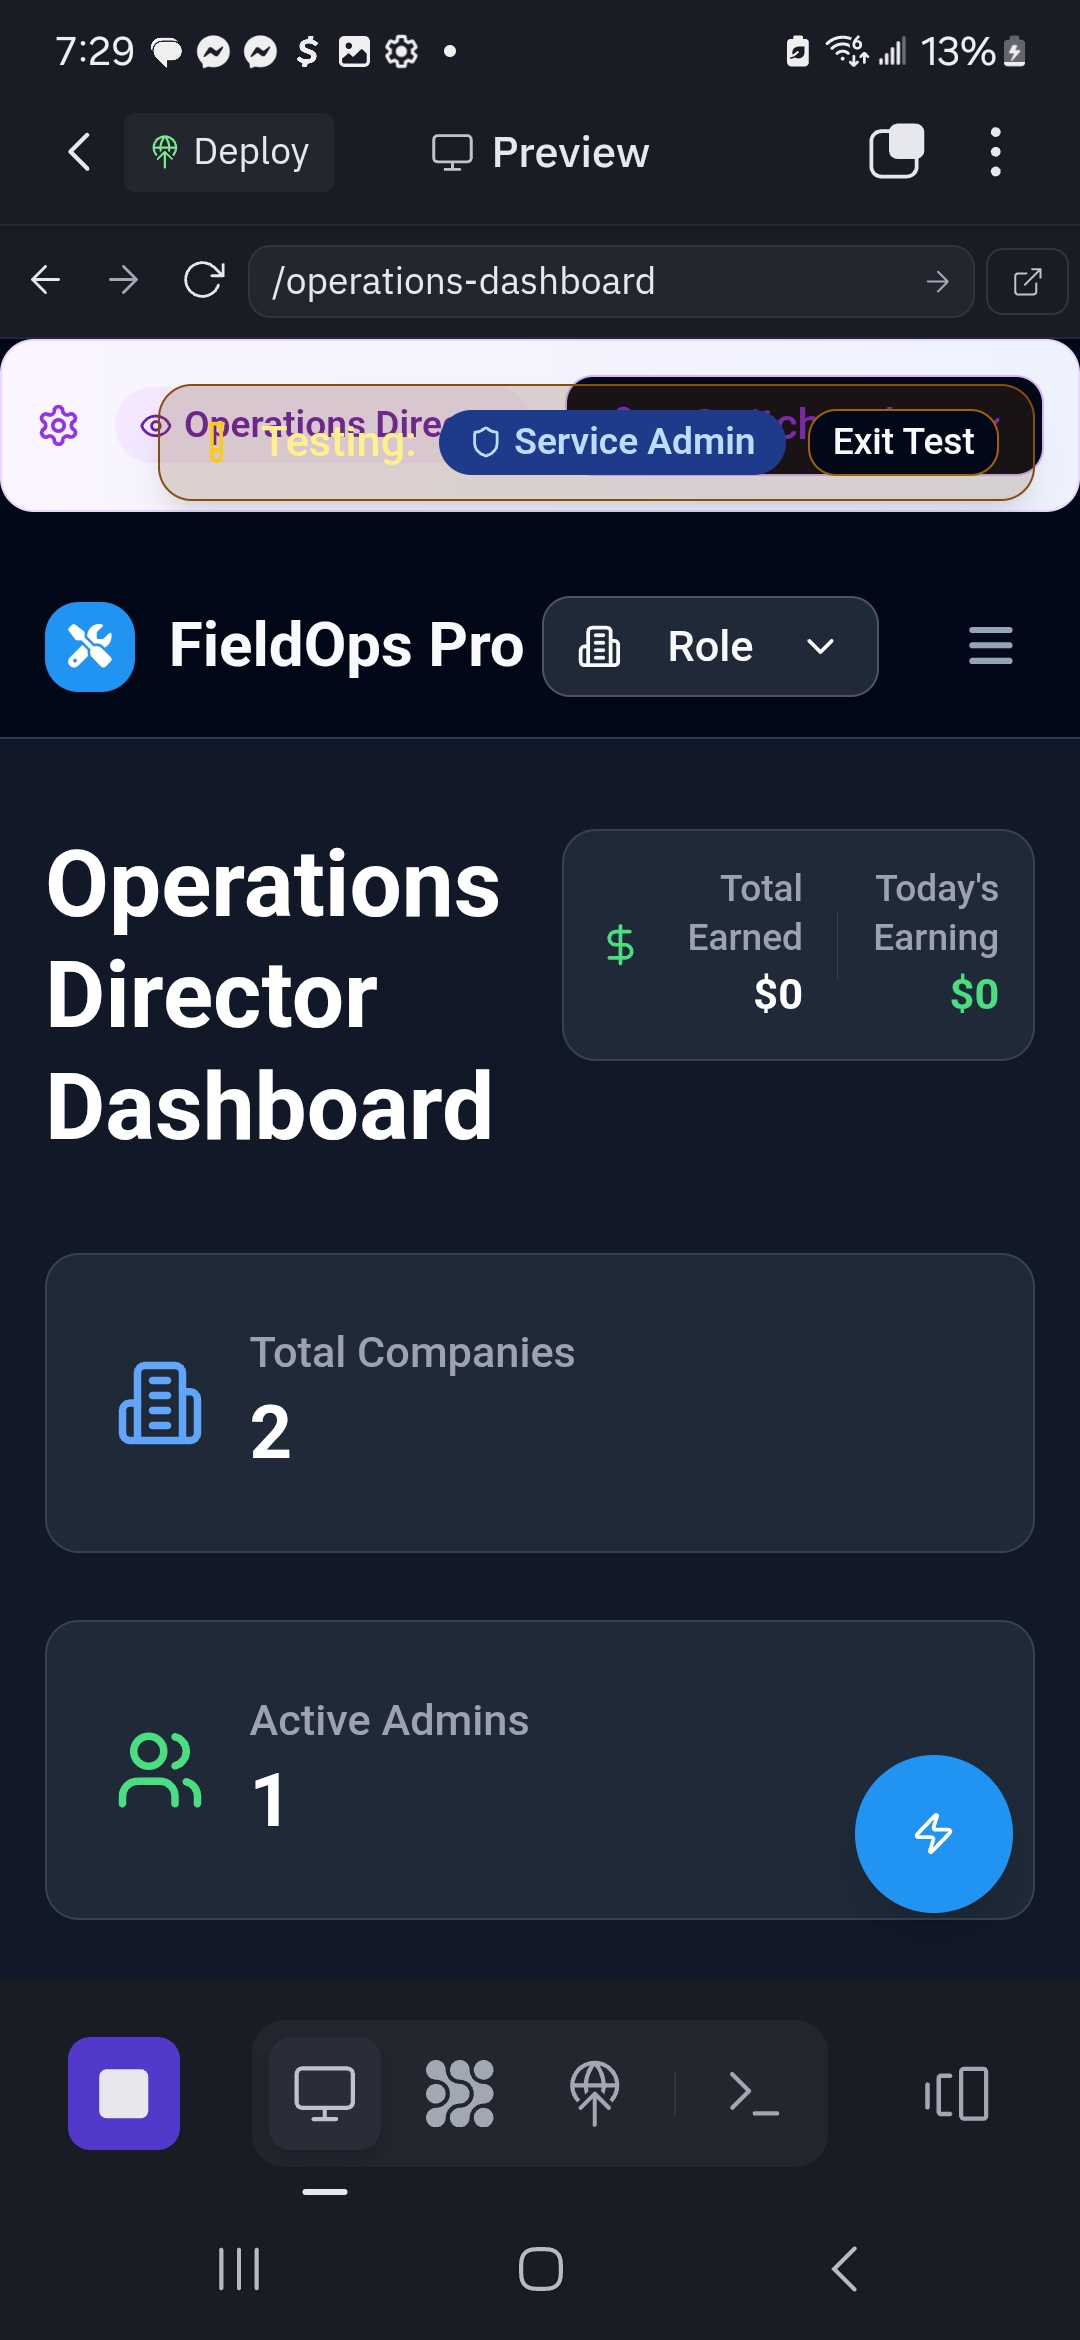 7:29
13%
Deploy
Preview
/operations-dashboard
Operations Dire
Testing:
Service Admin
Exit Test
FieldOps Pro
Role
Operations
Director
Dashboard
Total
Earned
$0
Today's
Earning
$0
Total Companies
2
Active Admins
1